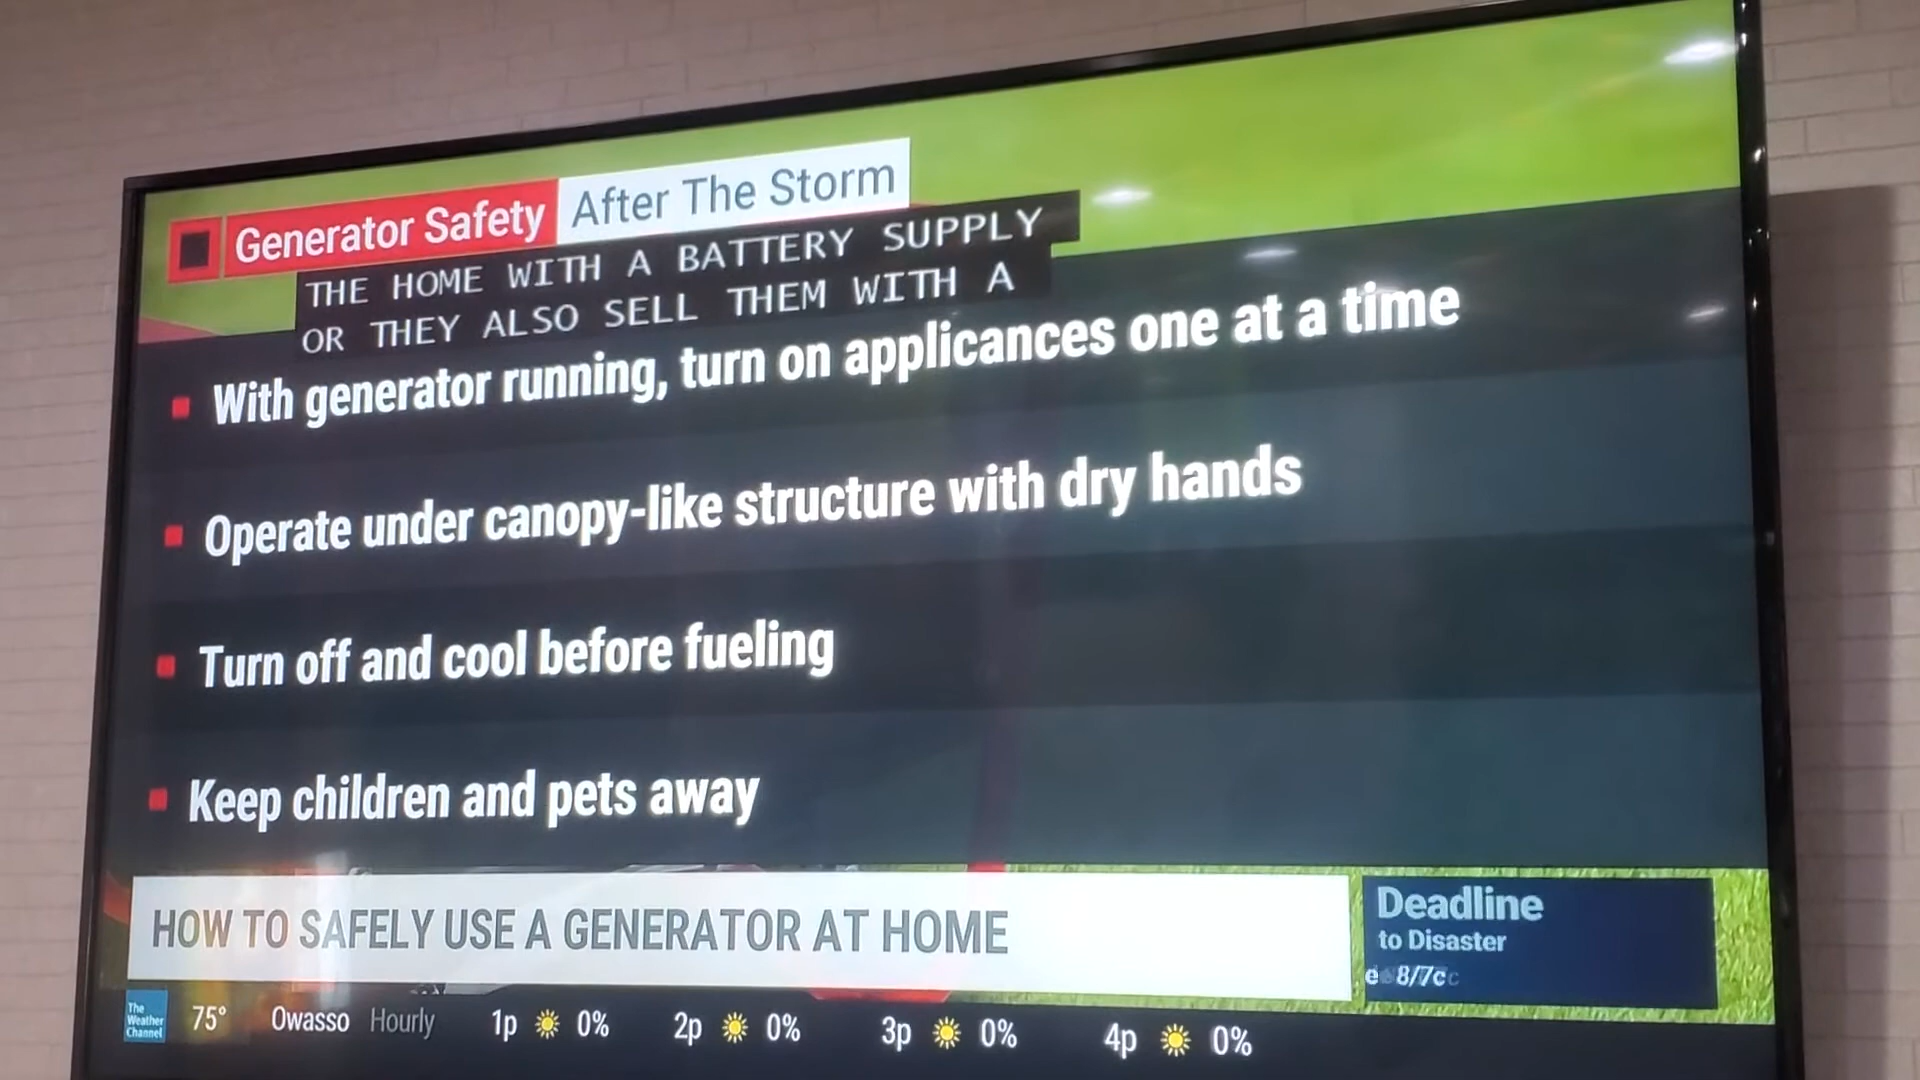 Generator Safety After The Storm
THE HOME WITH A BATTERY SUPPLY
OR THEY ALSO SELL THEM WITH A
With generator running, turn on applicances one at a time
Operate under canopy-like structure with dry hands
Turn off and cool before fueling
Keep children and pets away
HOW TO SAFELY USE A GENERATOR AT HOME
Deadline
to Disaster
8/7c
The
Weather
Channel
75° Owasso Hourly 1p 0% 2p 0% 3p 0% 4p 0%